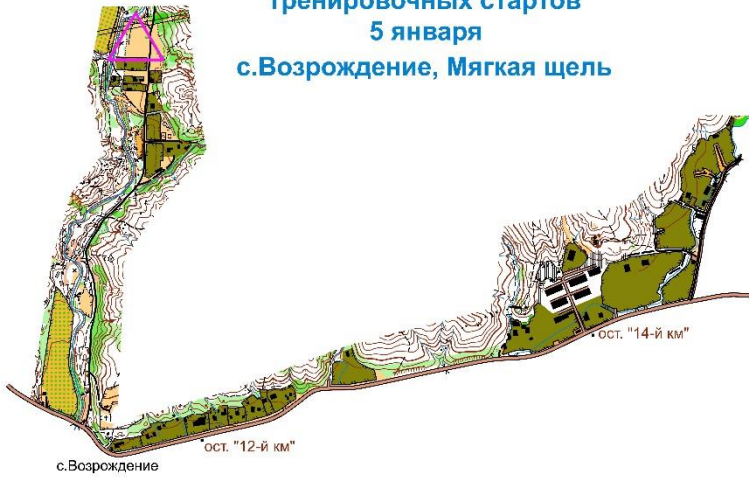 тренировочных стартов
5 января
с.Возрождение, Мягкая щель
ост. "14-й км"
ост. "12-й км"
с.Возрождение